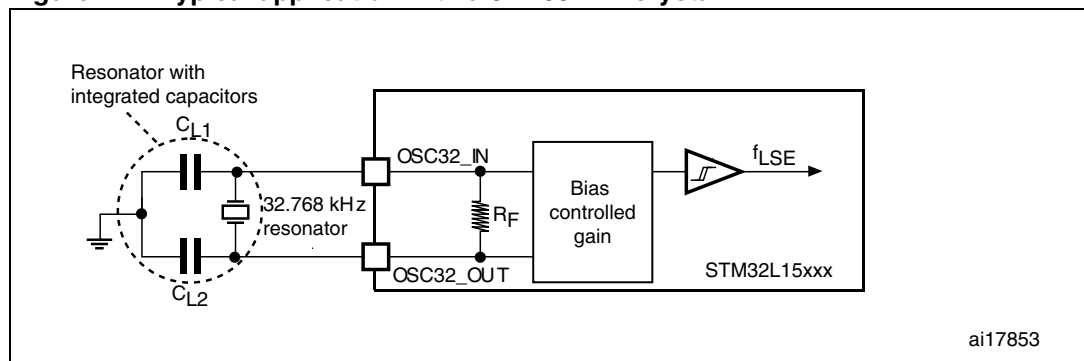 Resonator with
integrated capacitors
CL1
OSC32_IN
fLSE
Bias
controlled
gain
32.768 kHz
resonator
RF
STM32L15xxx
OSC32_OUT
CL2
ai17853